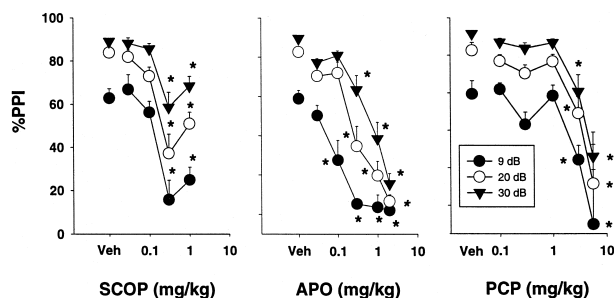 %PPI
100
80
60
40
20
0
Veh 0.1 1 10
SCOP (mg/kg)
Veh 0.1 1 10
APO (mg/kg)
Veh 0.1 1 10
PCP (mg/kg)
9 dB
20 dB
30 dB
* * * * * *
* * * * * * * * *
* * * * * *